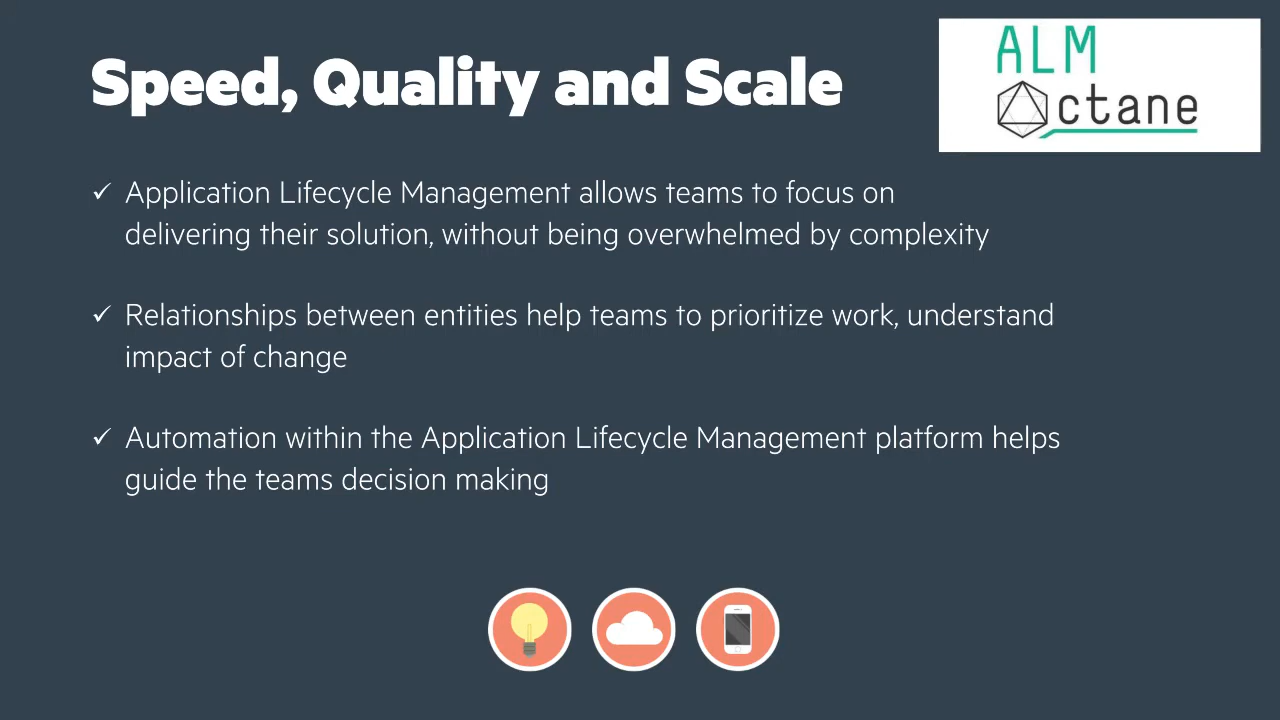 Speed, Quality and Scale
ALM
Octane
✓ Application Lifecycle Management allows teams to focus on
delivering their solution, without being overwhelmed by complexity
✓ Relationships between entities help teams to prioritize work, understand
impact of change
✓ Automation within the Application Lifecycle Management platform helps
guide the teams decision making